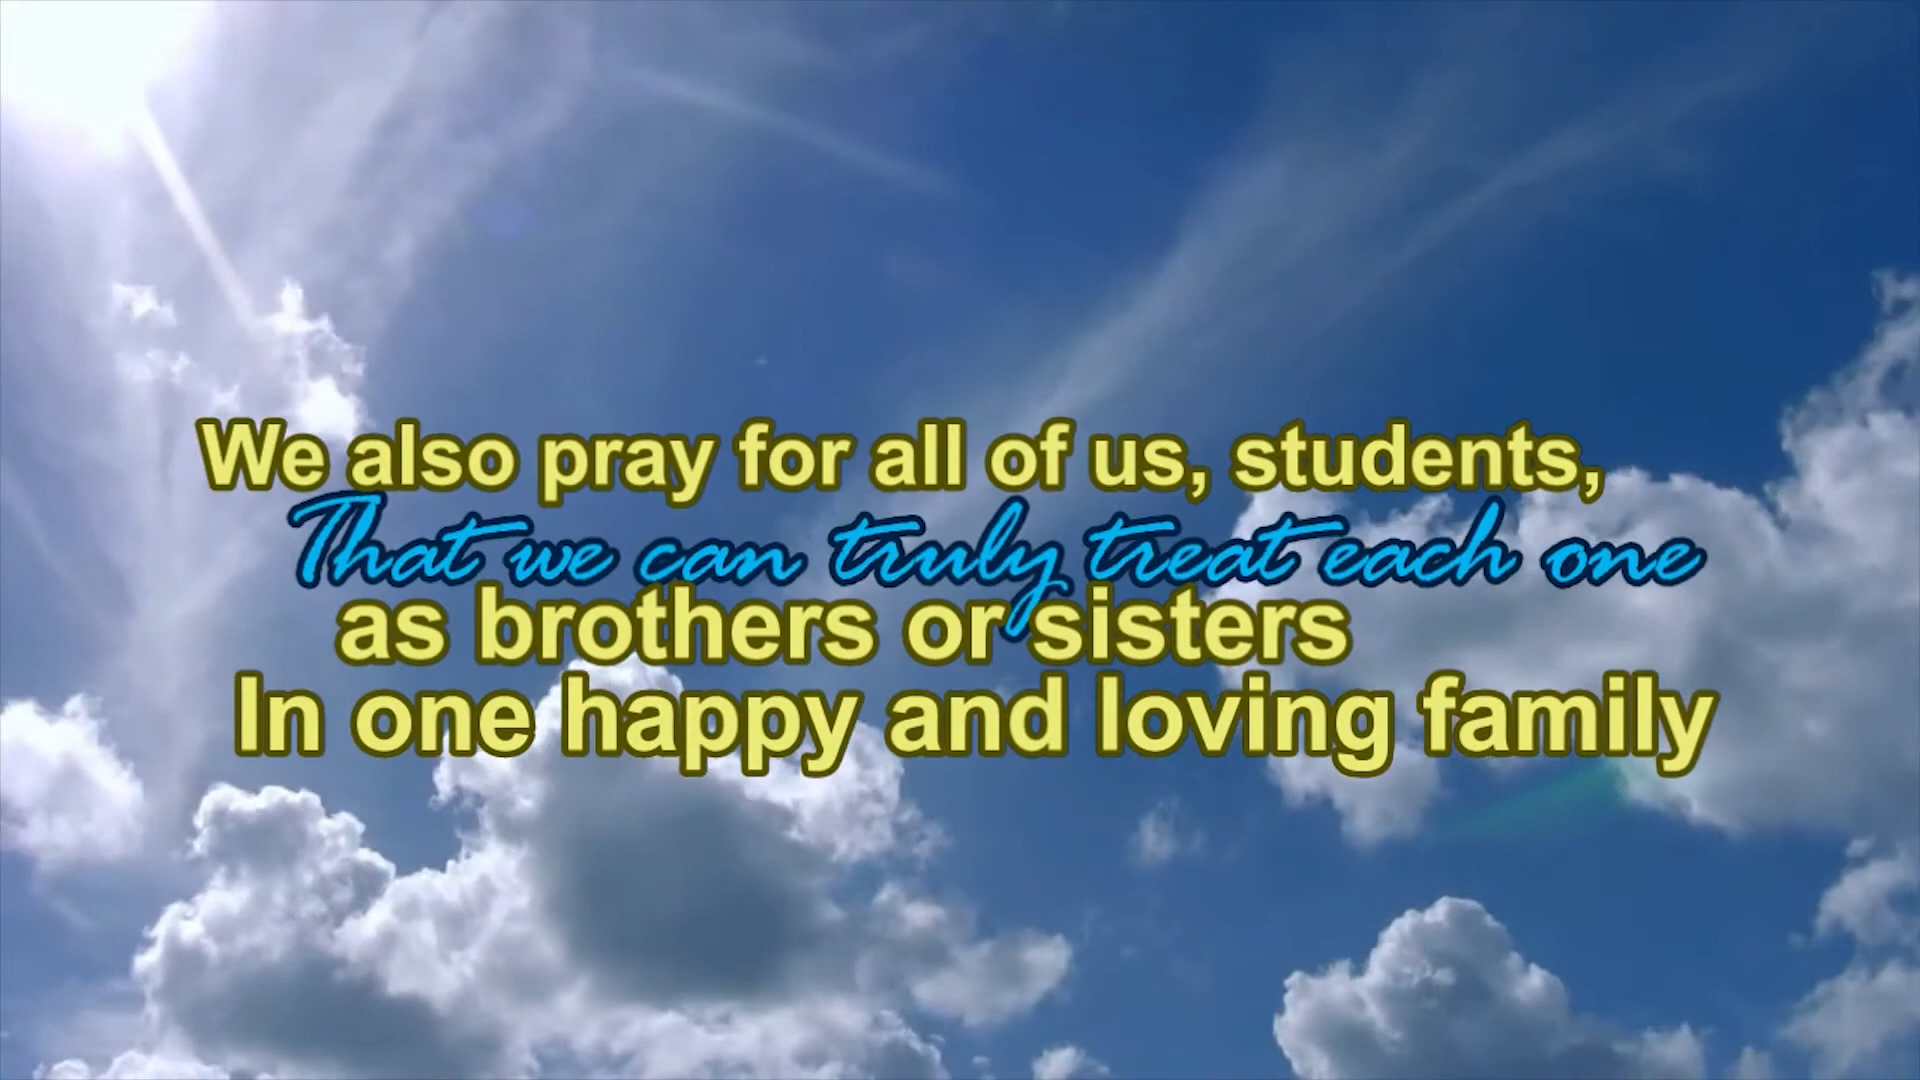 We also pray for all of us, students,
That we can truly treat each one
as brothers or sisters
In one happy and loving family